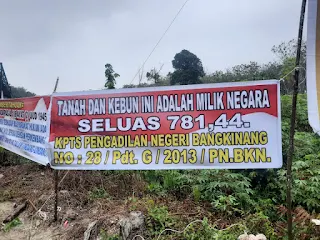 TANAH DAN KEBUN INI ADALAH MILIK NEGARA
SELUAS 781,44.
KPTS PENGADILAN NEGERI BANGKINANG
NO : 28 / Pdt. G / 2013 / PN.BKN.